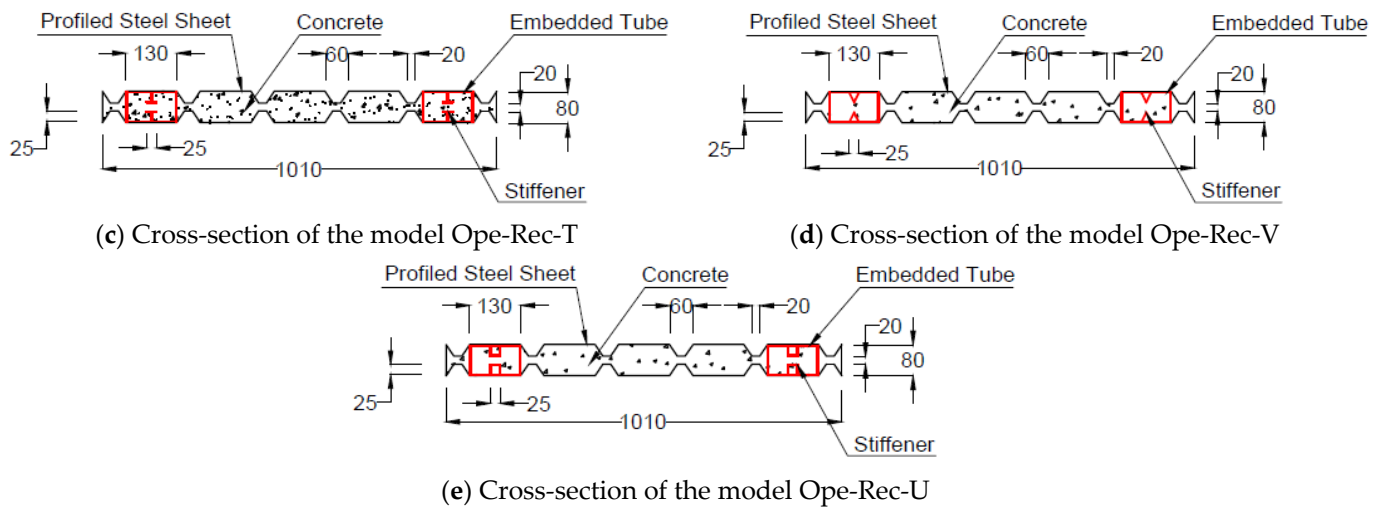 Profiled Steel Sheet
Concrete
Embedded Tube
130
60
20
20
80
25
25
1010
Stiffener
(c) Cross-section of the model Ope-Rec-T
Profiled Steel Sheet
Concrete
Embedded Tube
130
60
20
20
80
25
25
1010
Stiffener
(d) Cross-section of the model Ope-Rec-V
Profiled Steel Sheet
Concrete
Embedded Tube
130
60
20
20
80
25
25
1010
Stiffener
(e) Cross-section of the model Ope-Rec-U